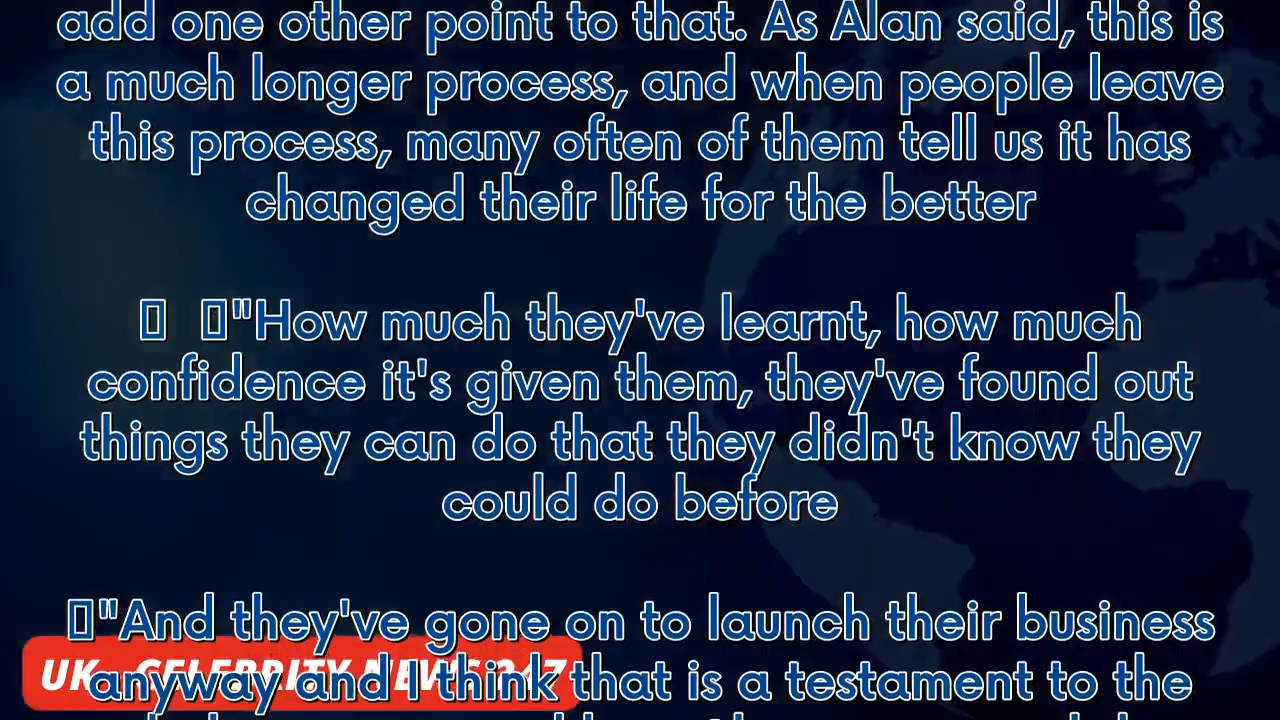 add one other point to that. As Alan said, this is
a much longer process, and when people leave
this process, many often of them tell us it has
changed their life for the better
"How much they've learnt, how much
confidence it's given them, they've found out
things they can do that they didn't know they
could do before
"And they've gone on to launch their business
anyway and I think that is a testament to the
UK CELEBRITY NEWS 247